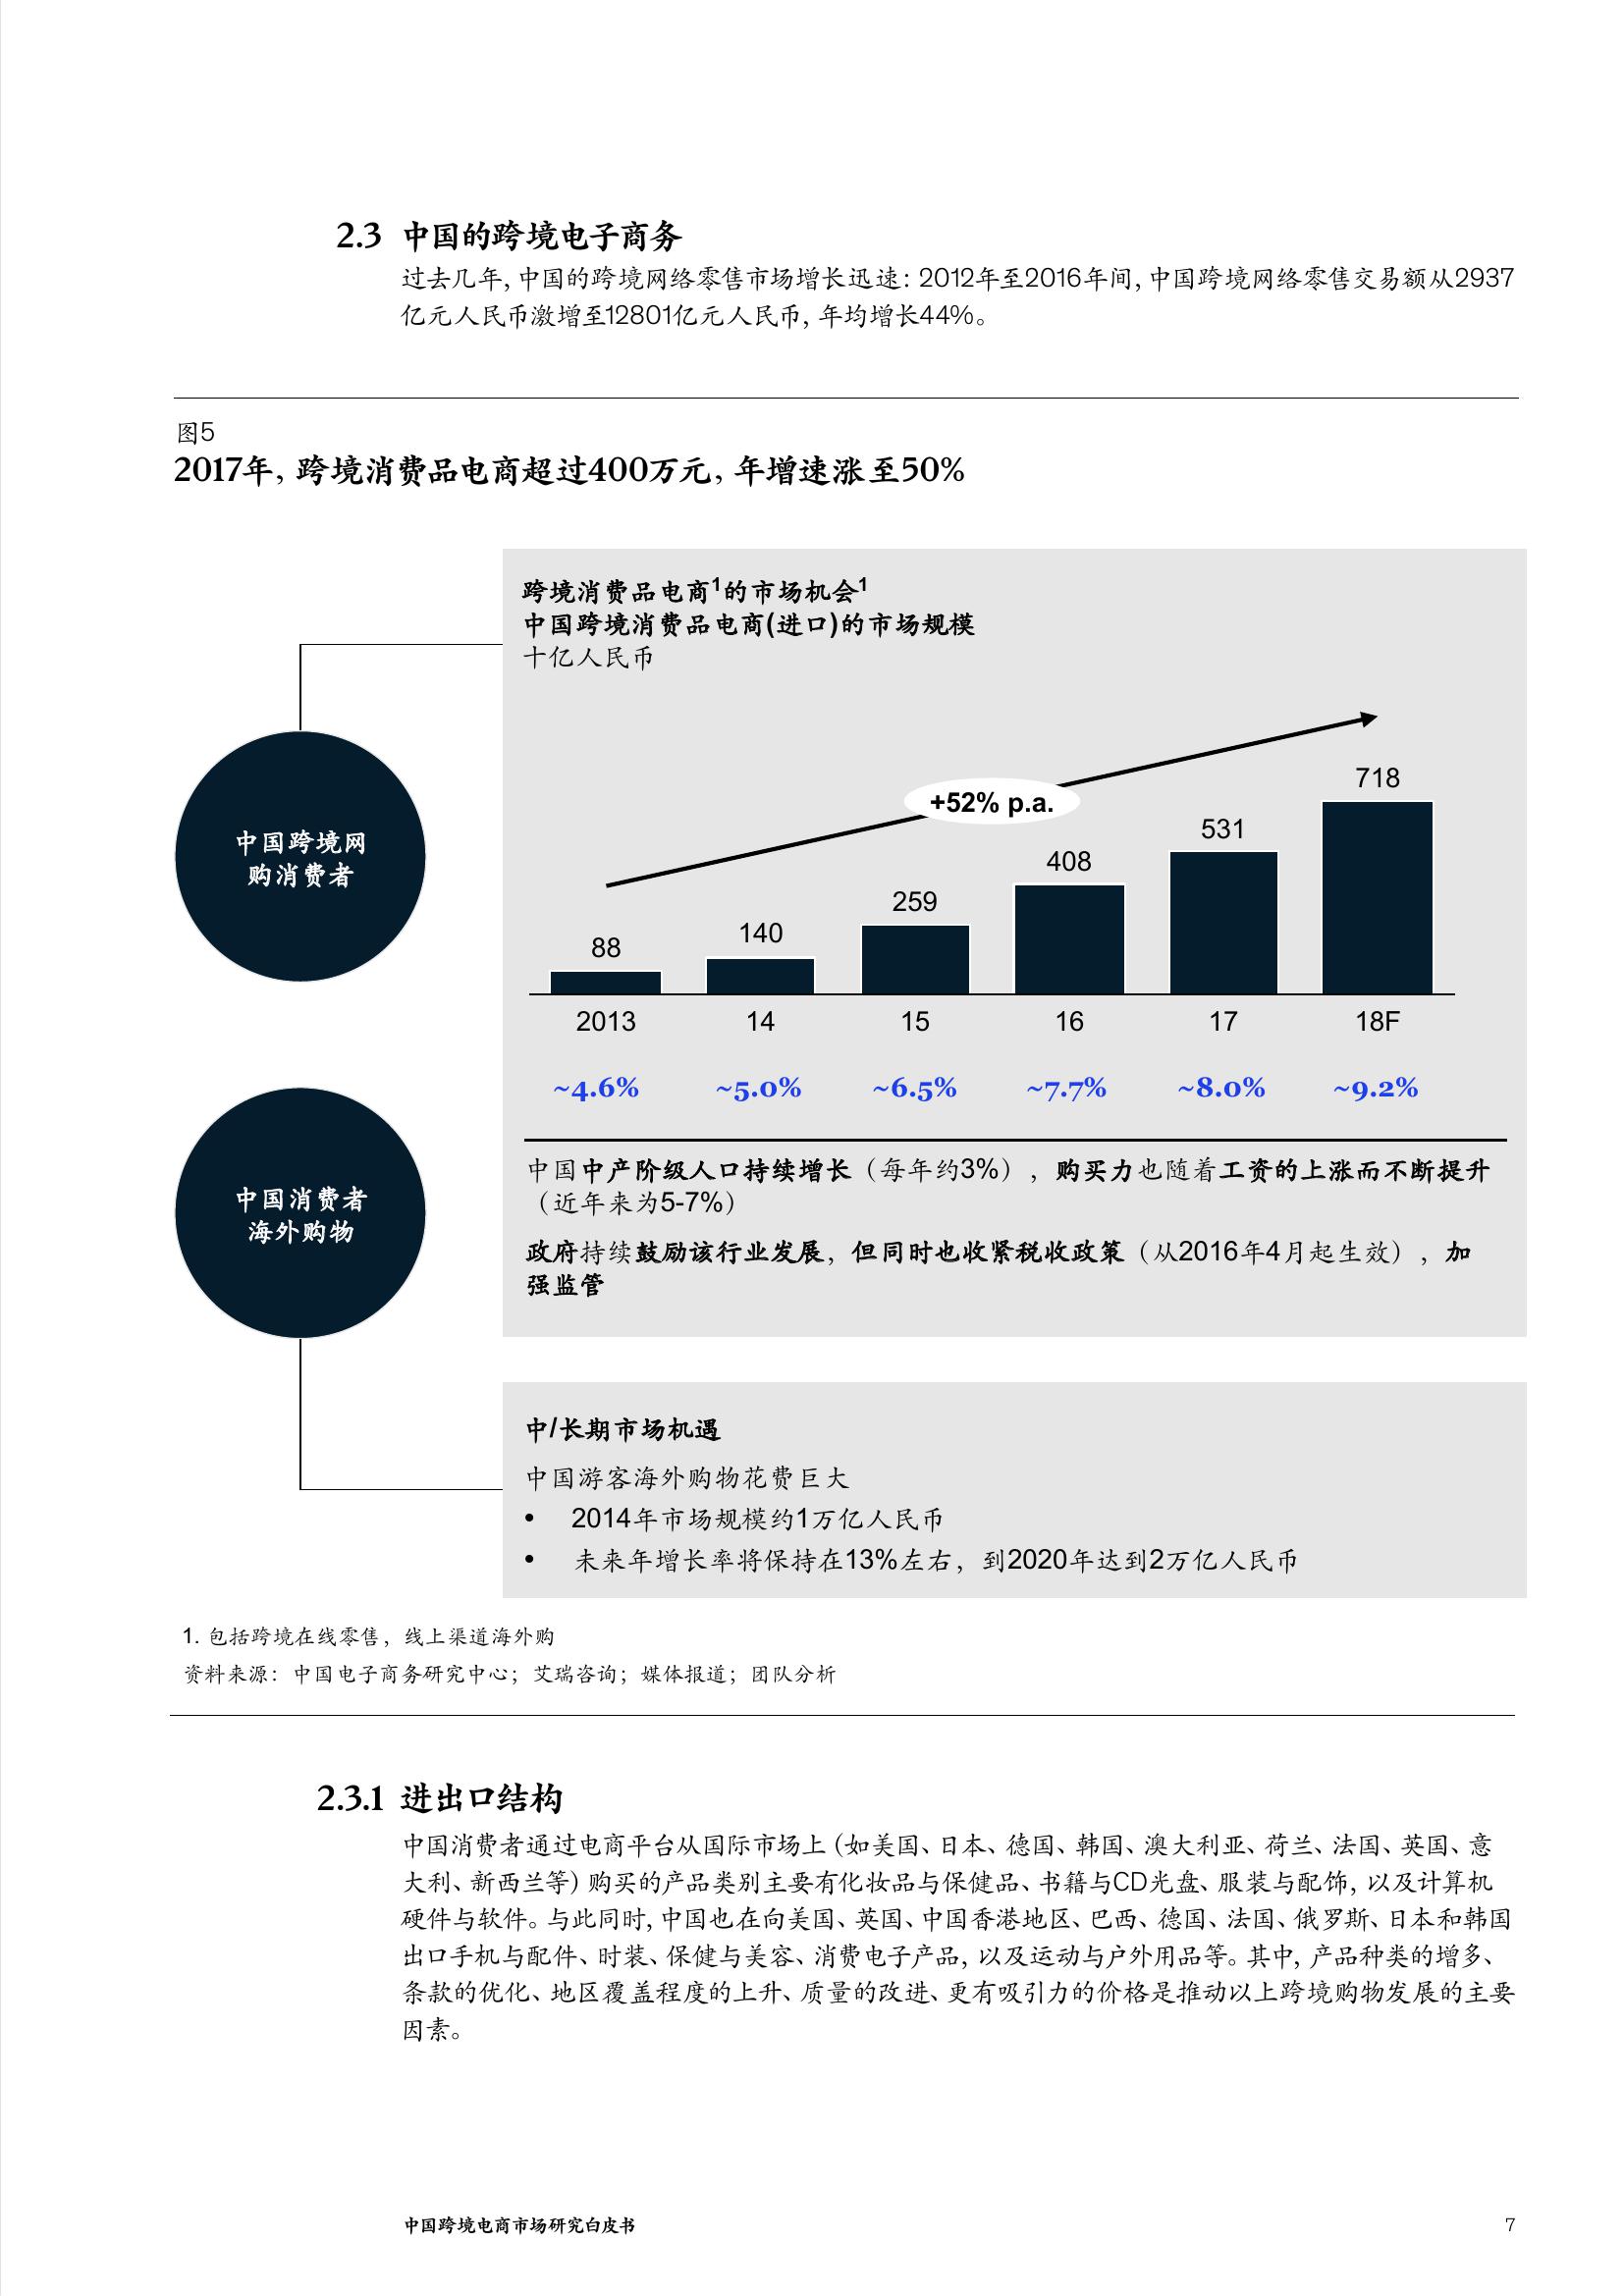 2.3 中国的跨境电子商务
过去几年, 中国的跨境网络零售市场增长迅速: 2012年至2016年间, 中国跨境网络零售交易额从2937
亿元人民币激增至12801亿元人民币, 年均增长44%。
图5
2017年, 跨境消费品电商超过400万元, 年增速涨至50%
跨境消费品电商1的市场机会1
中国跨境消费品电商(进口)的市场规模
十亿人民币
中国跨境网
购消费者
+52% p.a.
88 140 259 408 531 718
2013 14 15 16 17 18F
~4.6% ~5.0% ~6.5% ~7.7% ~8.0% ~9.2%
中国中产阶级人口持续增长（每年约3%）, 购买力也随着工资的上涨而不断提升
（近年来为5-7%）
政府持续鼓励该行业发展, 但同时也收紧税收政策（从2016年4月起生效）, 加
强监管
中国消费者
海外购物
中/长期市场机遇
中国游客海外购物花费巨大
• 2014年市场规模约1万亿人民币
• 未来年增长率将保持在13%左右, 到2020年达到2万亿人民币
1. 包括跨境在线零售, 线上渠道海外购
资料来源: 中国电子商务研究中心; 艾瑞咨询; 媒体报道; 团队分析
2.3.1 进出口结构
中国消费者通过电商平台从国际市场上 (如美国、日本、德国、韩国、澳大利亚、荷兰、法国、英国、意
大利、新西兰等) 购买的产品类别主要有化妆品与保健品、书籍与CD光盘、服装与配饰, 以及计算机
硬件与软件。与此同时, 中国也在向美国、英国、中国香港地区、巴西、德国、法国、俄罗斯、日本和韩国
出口手机与配件、时装、保健与美容、消费电子产品, 以及运动与户外用品等。其中, 产品种类的增多、
条款的优化、地区覆盖程度的上升、质量的改进、更有吸引力的价格是推动以上跨境购物发展的主要
因素。
中国跨境电商市场研究白皮书 7